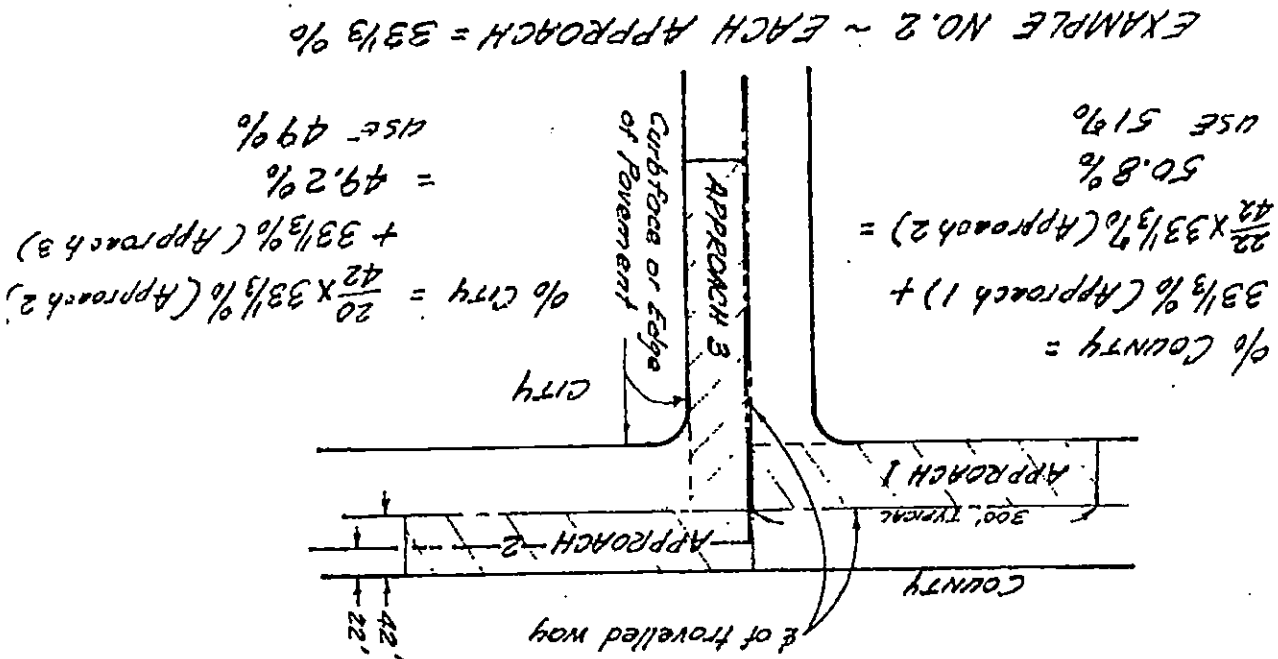 42'
22'
℄ of travelled way
COUNTY
APPROACH 2
300' TYPICAL
APPROACH 1
CITY
APPROACH 3
Curbface or Edge
of Pavement
% COUNTY =
33⅓% (Approach 1) +
22/42 X 33⅓% (Approach 2) =
50.8%
USE 51%
% CITY = 20/42 X 33⅓% (Approach 2)
+ 33⅓% (Approach 3)
= 49.2%
USE 49%
EXAMPLE NO. 2 ~ EACH APPROACH = 33⅓%